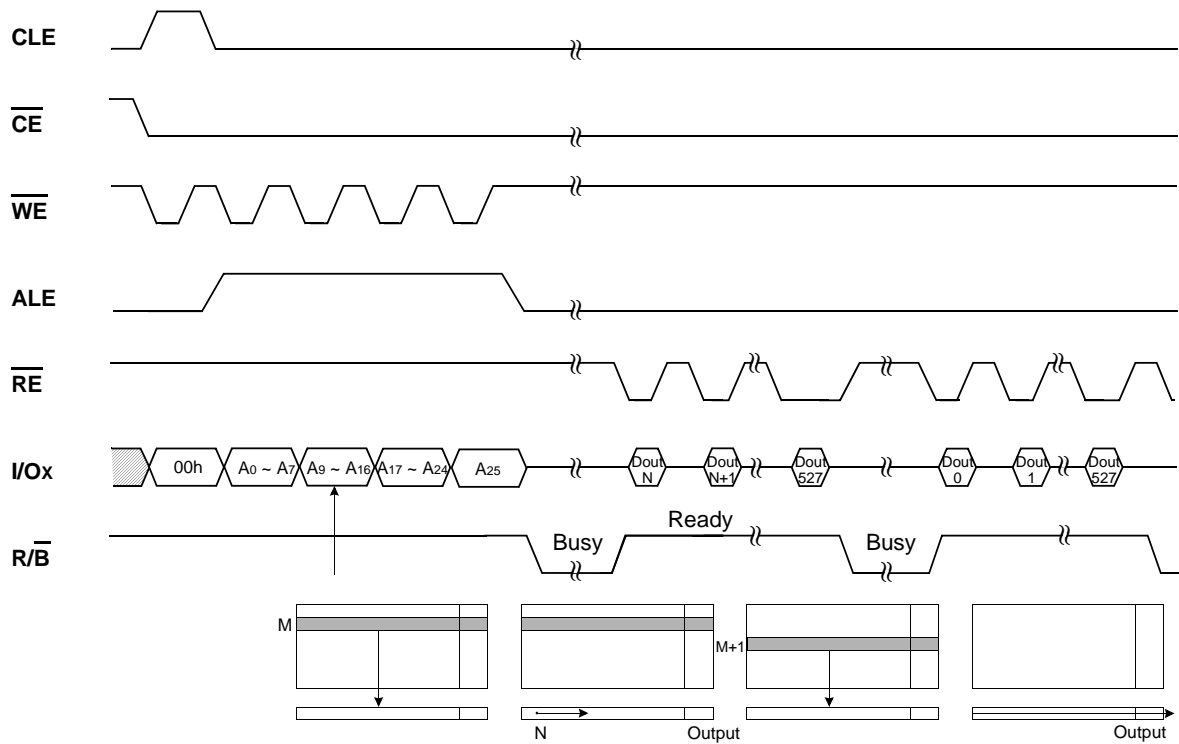 CLE
CE
WE
ALE
RE
I/Ox
00h
A0 ~ A7
A9 ~ A16
A17 ~ A24
A25
Dout
N
Dout
N+1
Dout
527
Dout
0
Dout
1
Dout
527
R/B
Busy
Ready
Busy
M
M+1
N
Output
Output